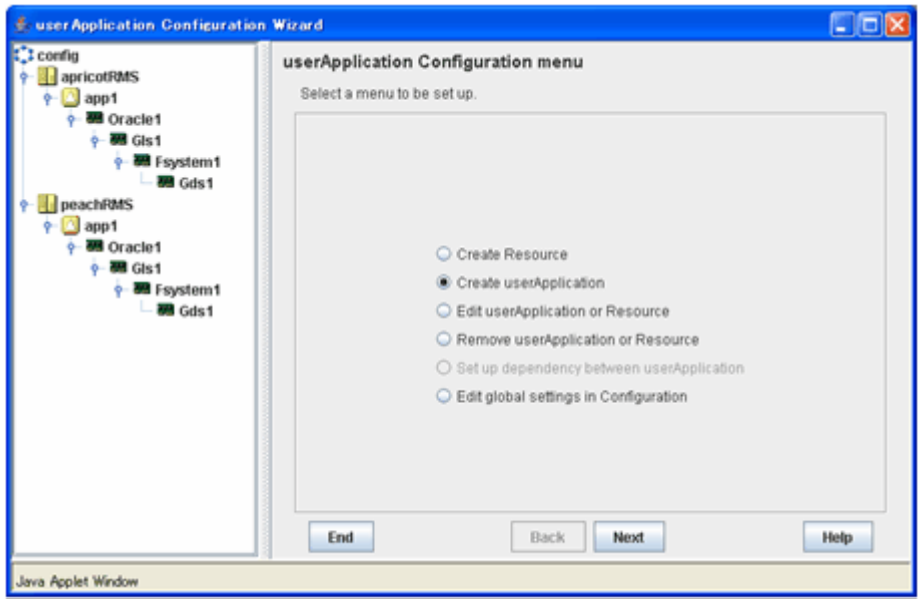 userApplication Configuration Wizard
config
apricotRMS
app1
Oracle1
Gls1
Fsystem1
Gds1
peachRMS
app1
Oracle1
Gls1
Fsystem1
Gds1
userApplication Configuration menu
Select a menu to be set up.
Create Resource
Create userApplication
Edit userApplication or Resource
Remove userApplication or Resource
Set up dependency between userApplication
Edit global settings in Configuration
End Back Next Help
Java Applet Window